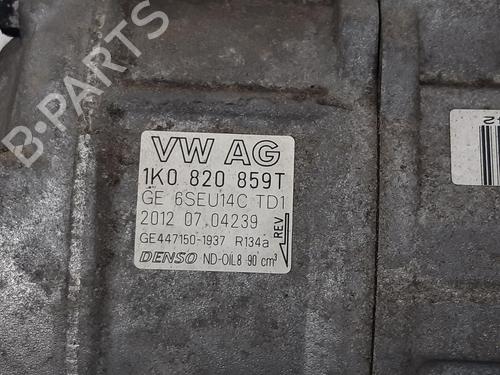 B-PARTS
VW AG
1K0 820 859T
GE 6SEU14C TD1
2012 07.04239
GE447150-1937 R134a
DENSO ND-OIL8 90 cm³
REV